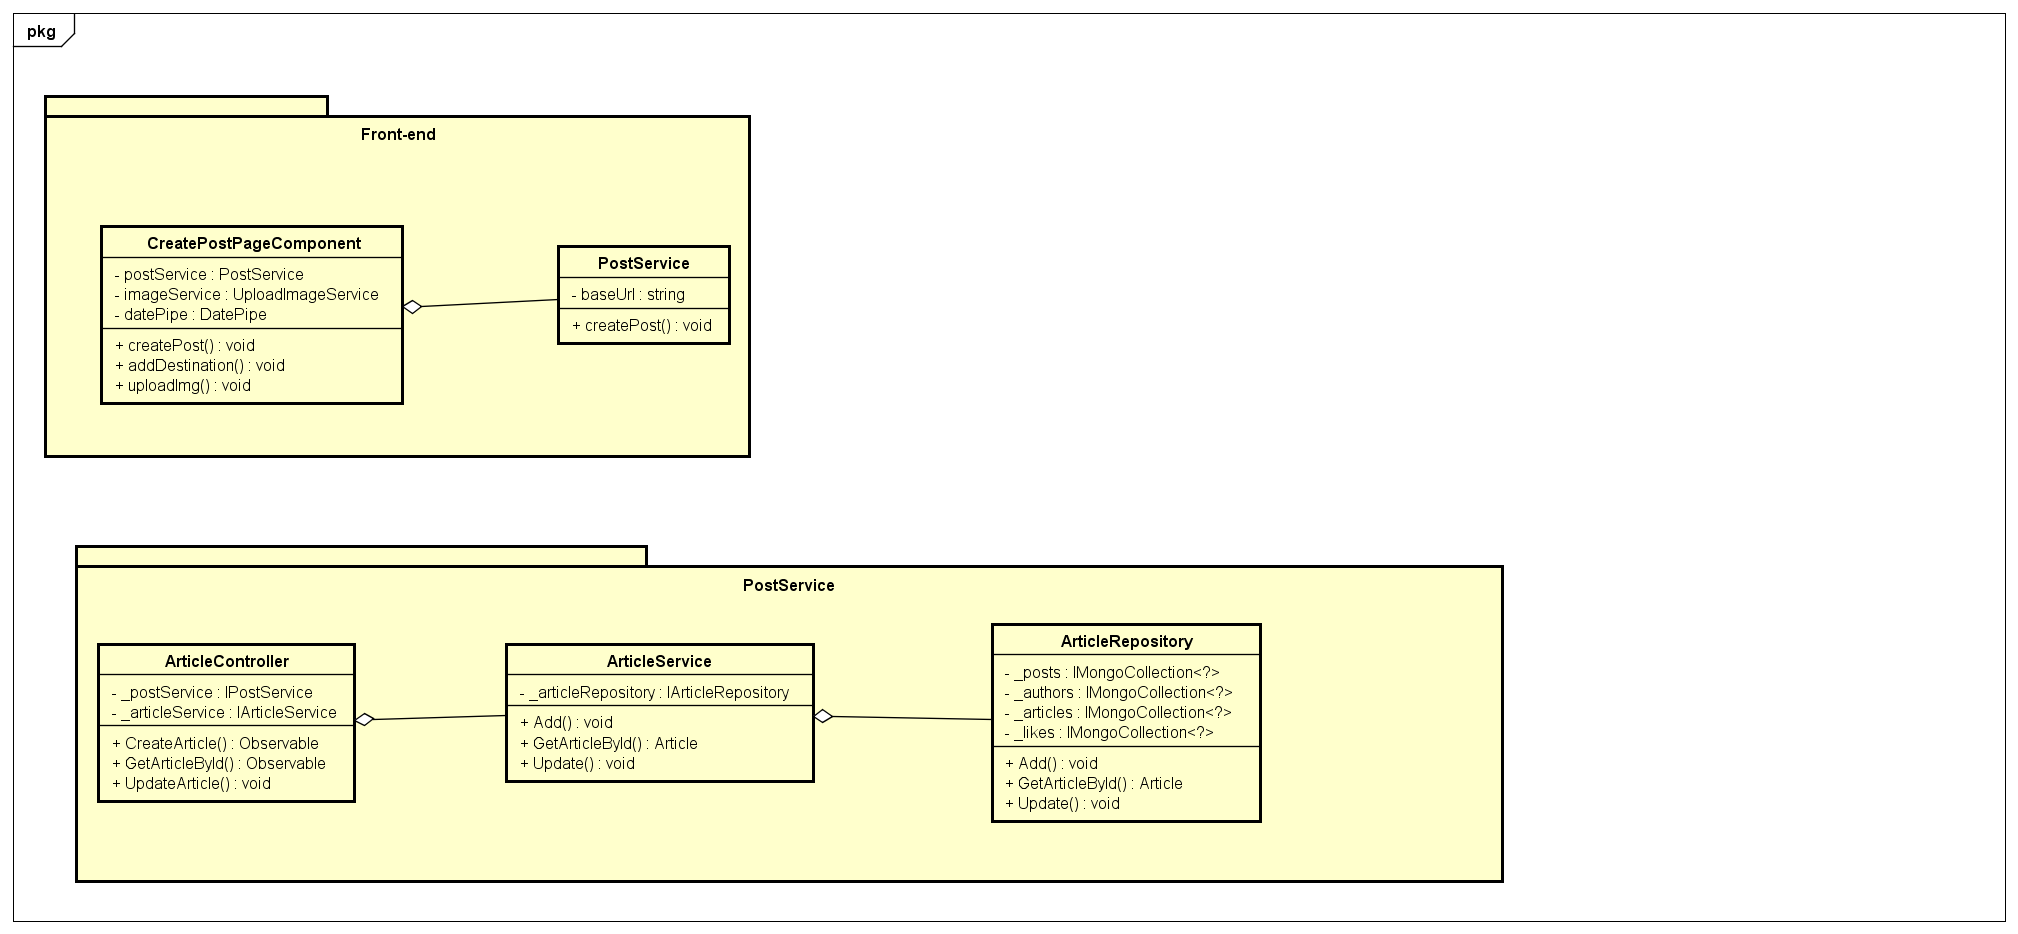 pkg
Front-end
CreatePostPageComponent
- postService : PostService
- imageService : UploadImageService
- datePipe : DatePipe
+ createPost() : void
+ addDestination() : void
+ uploadImg() : void
PostService
- baseUrl : string
+ createPost() : void
PostService
ArticleController
- _postService : IPostService
- _articleService : IArticleService
+ CreateArticle() : Observable
+ GetArticleById() : Observable
+ UpdateArticle() : void
ArticleService
- _articleRepository : IArticleRepository
+ Add() : void
+ GetArticleById() : Article
+ Update() : void
ArticleRepository
- _posts : IMongoCollection<?>
- _authors : IMongoCollection<?>
- _articles : IMongoCollection<?>
- _likes : IMongoCollection<?>
+ Add() : void
+ GetArticleById() : Article
+ Update() : void